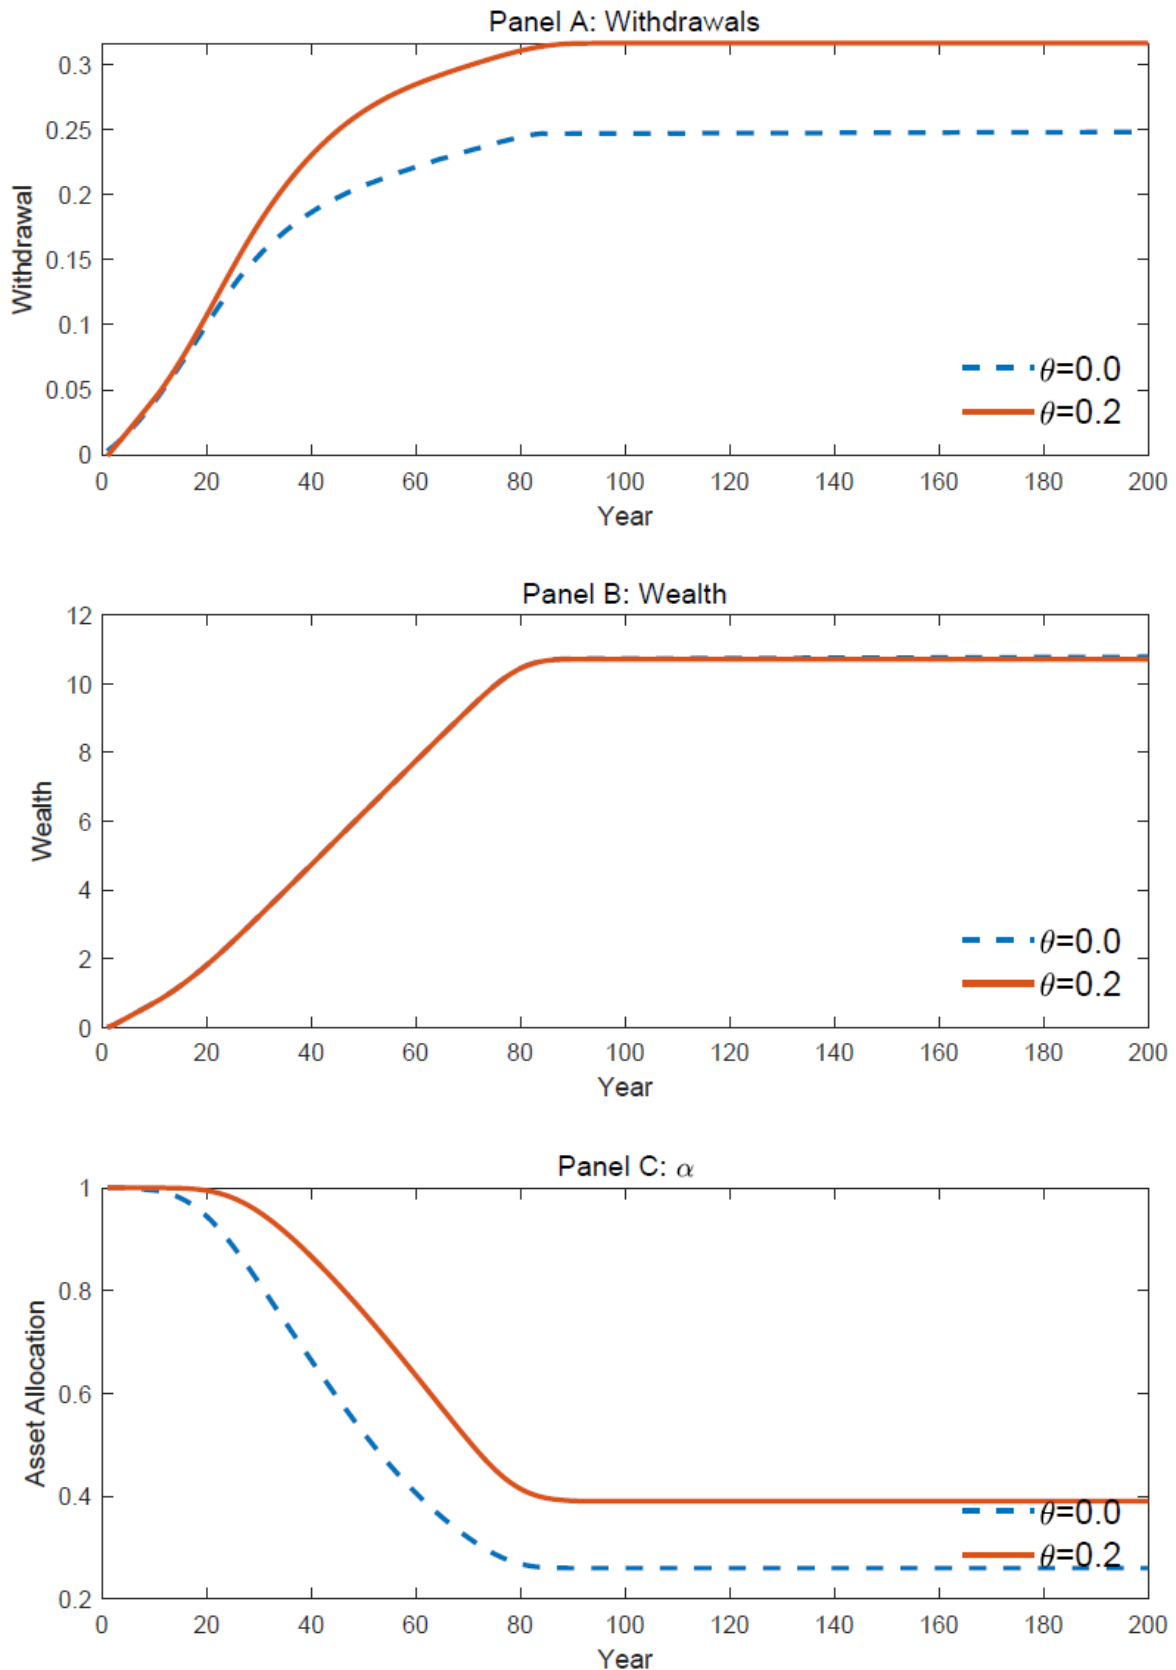 Panel A: Withdrawals
0.3
0.25
0.2
0.15
0.1
0.05
0
Withdrawal
0 20 40 60 80 100 120 140 160 180 200
Year
θ=0.0
θ=0.2
Panel B: Wealth
12
10
8
6
4
2
0
Wealth
0 20 40 60 80 100 120 140 160 180 200
Year
θ=0.0
θ=0.2
Panel C: α
1
0.8
0.6
0.4
0.2
Asset Allocation
0 20 40 60 80 100 120 140 160 180 200
Year
θ=0.0
θ=0.2